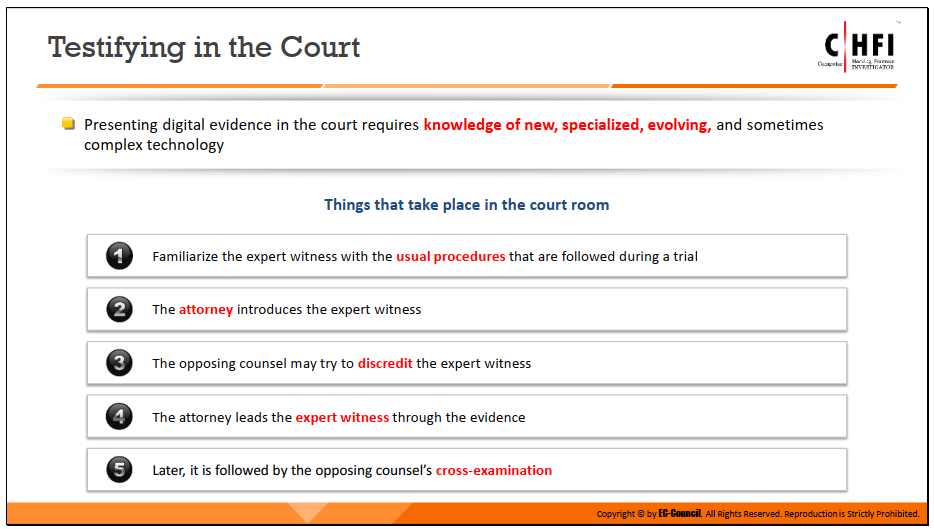 Testifying in the Court
CHFI
Computer Hacking Forensic
INVESTIGATOR
Presenting digital evidence in the court requires knowledge of new, specialized, evolving, and sometimes
complex technology
Things that take place in the court room
1 Familiarize the expert witness with the usual procedures that are followed during a trial
2 The attorney introduces the expert witness
3 The opposing counsel may try to discredit the expert witness
4 The attorney leads the expert witness through the evidence
5 Later, it is followed by the opposing counsel's cross-examination
Copyright © by EC-Council. All Rights Reserved. Reproduction is Strictly Prohibited.